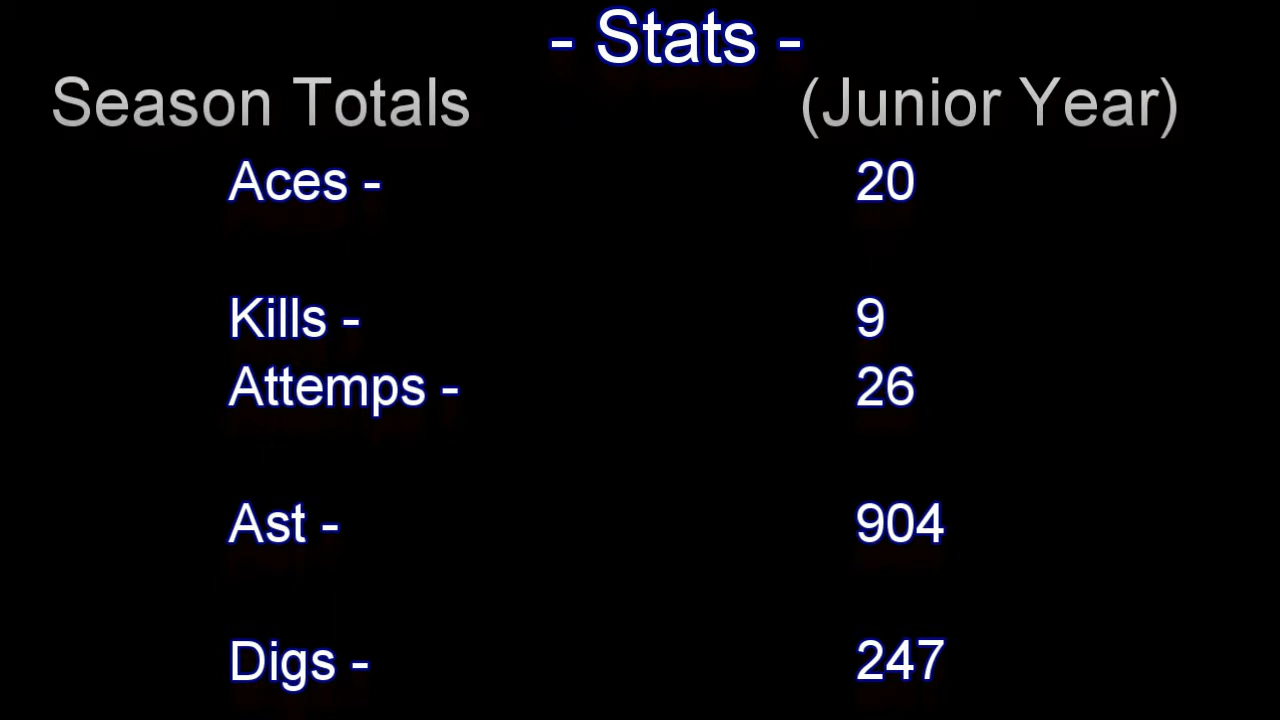 - Stats -
Season Totals (Junior Year)
Aces - 20
Kills - 9
Attemps - 26
Ast - 904
Digs - 247